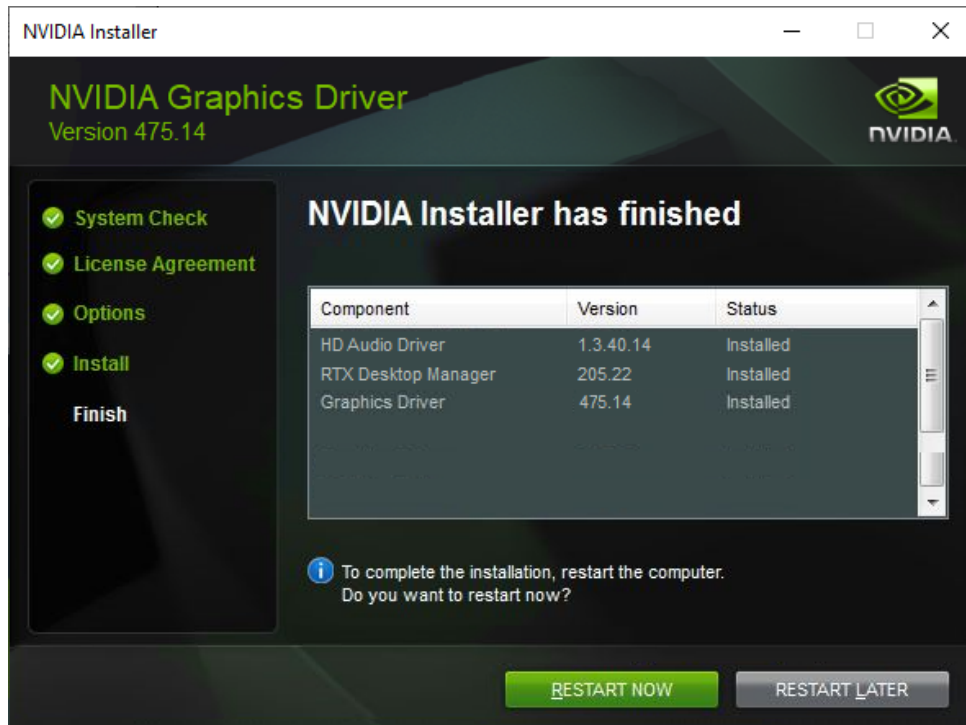 NVIDIA Installer
NVIDIA Graphics Driver
Version 475.14
NVIDIA.
System Check
License Agreement
Options
Install
Finish
NVIDIA Installer has finished
Component Version Status
HD Audio Driver 1.3.40.14 Installed
RTX Desktop Manager 205.22 Installed
Graphics Driver 475.14 Installed
To complete the installation, restart the computer.
Do you want to restart now?
RESTART NOW
RESTART LATER